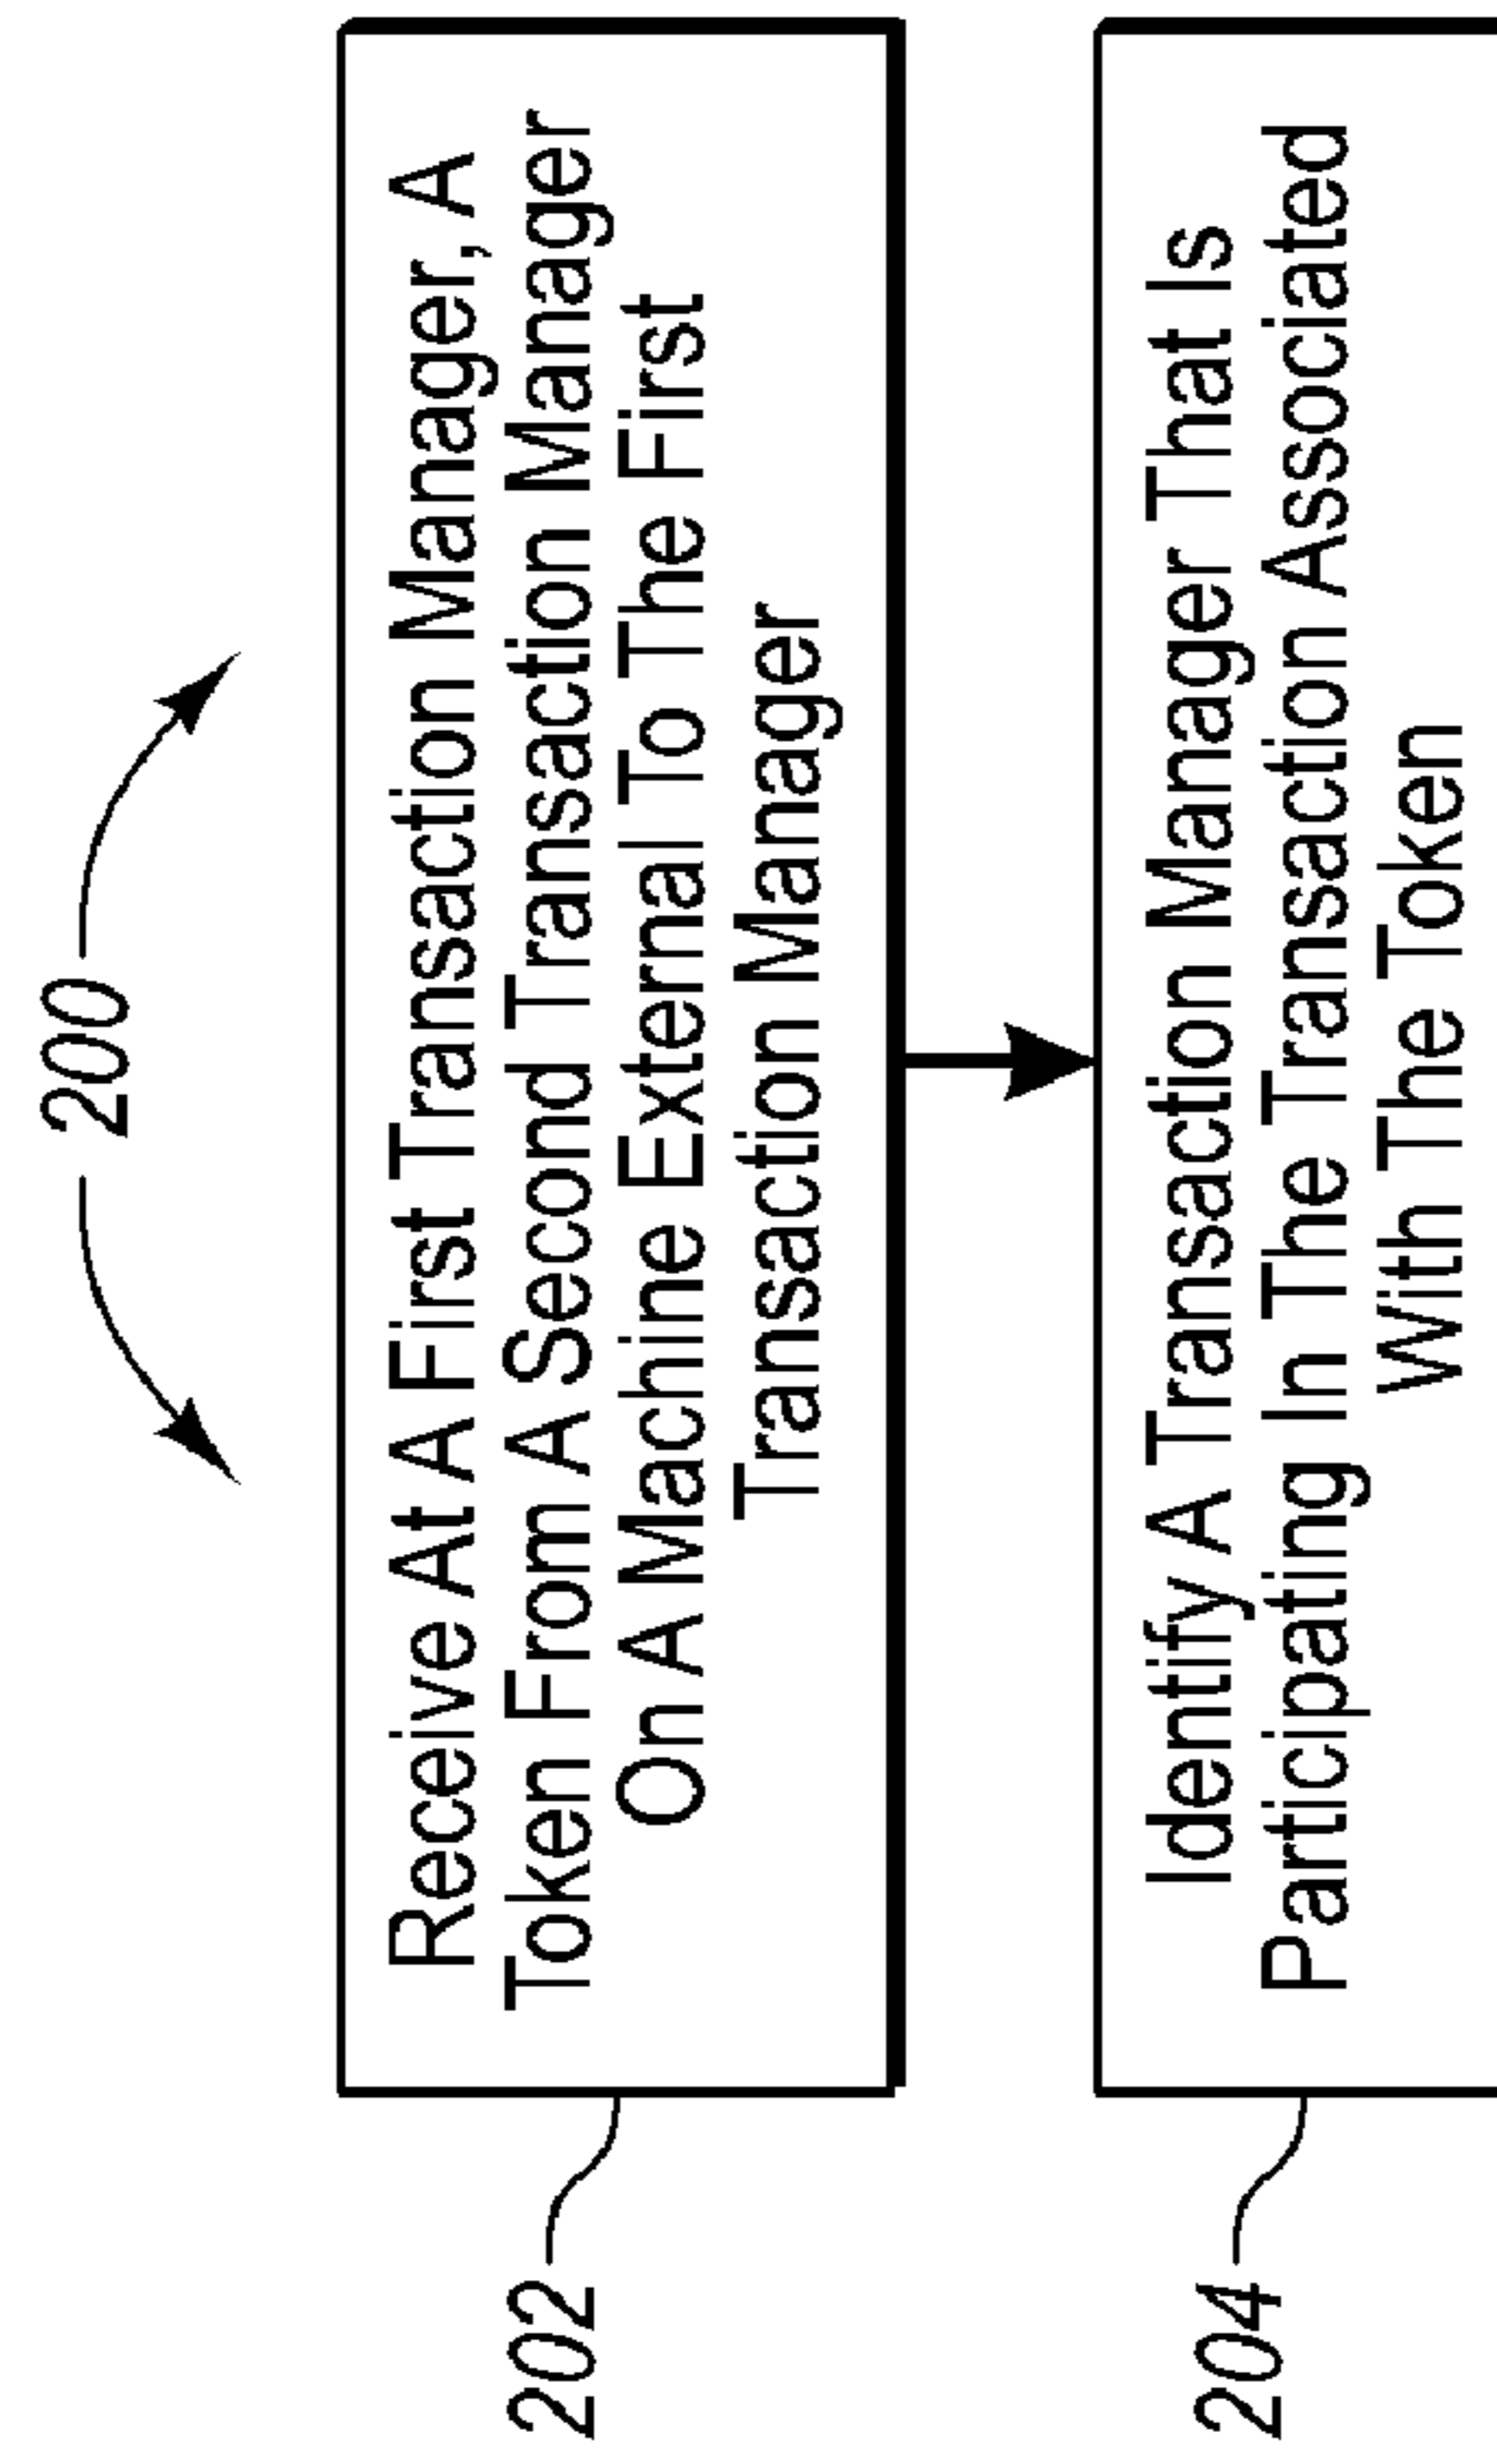 200
202
Receive At A First Transaction Manager, A
Token From A Second Transaction Manager
On A Machine External To The First
Transaction Manager
204
Identify A Transaction Manager That Is
Participating In The Transaction Associated
With The Token